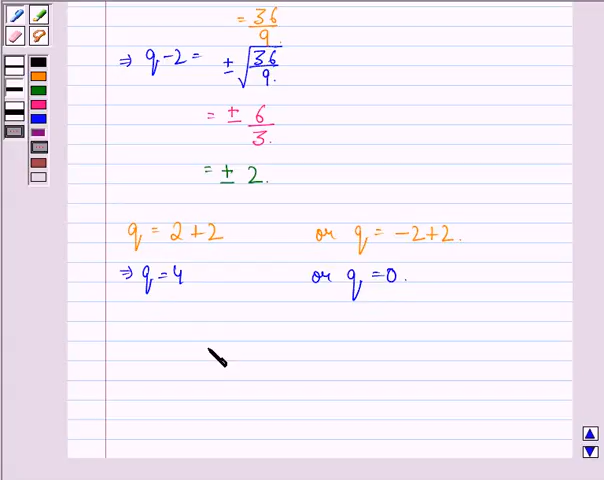 = 36/9
⇒ q - 2 = ± √36/9.
= ± 6/3.
= ± 2.
q = 2 + 2 or q = -2 + 2.
⇒ q = 4 or q = 0.